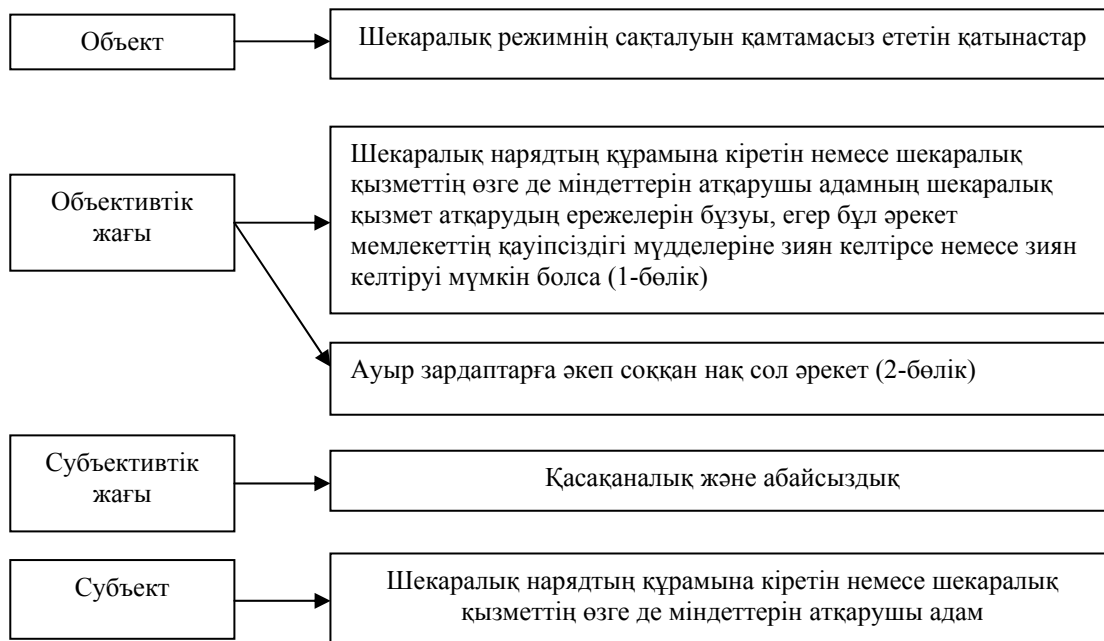 Объект
Шекаралық режимнің сақталуын қамтамасыз ететін қатынастар
Объективтік
жағы
Шекаралық нарядтың құрамына кіретін немесе шекаралық
қызметтің өзге де міндеттерін атқарушы адамның шекаралық
қызмет атқарудың ережелерін бұзуы, егер бұл әрекет
мемлекеттің қауіпсіздігі мүдделеріне зиян келтірсе немесе зиян
келтіруі мүмкін болса (1-бөлік)
Ауыр зардаптарға әкеп соққан нақ сол әрекет (2-бөлік)
Субъективтік
жағы
Қасақаналық және абайсыздық
Субъект
Шекаралық нарядтың құрамына кіретін немесе шекаралық
қызметтің өзге де міндеттерін атқарушы адам